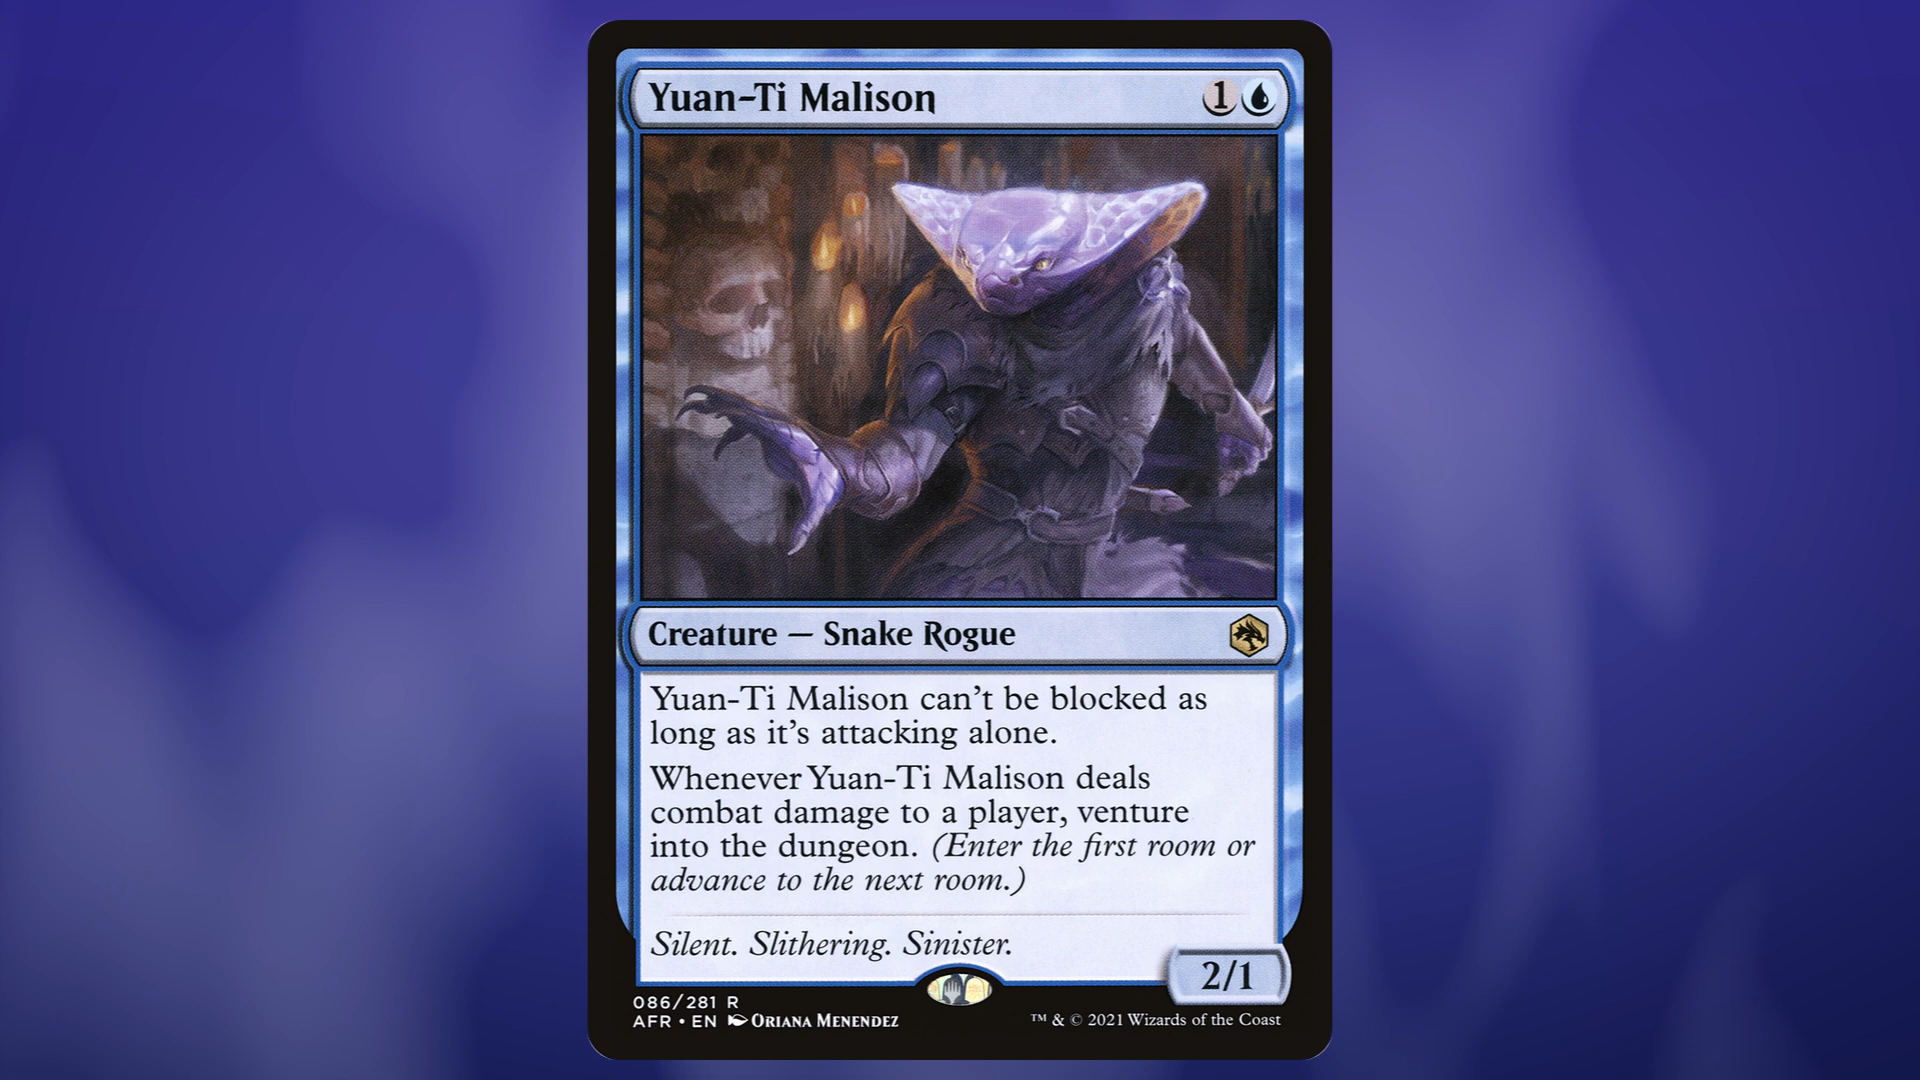 Yuan-Ti Malison 1
Creature — Snake Rogue
Yuan-Ti Malison can't be blocked as
long as it's attacking alone.
Whenever Yuan-Ti Malison deals
combat damage to a player, venture
into the dungeon. (Enter the first room or
advance to the next room.)
Silent. Slithering. Sinister.
2/1
086/281 R
AFR • EN Oriana Menendez
™ & © 2021 Wizards of the Coast